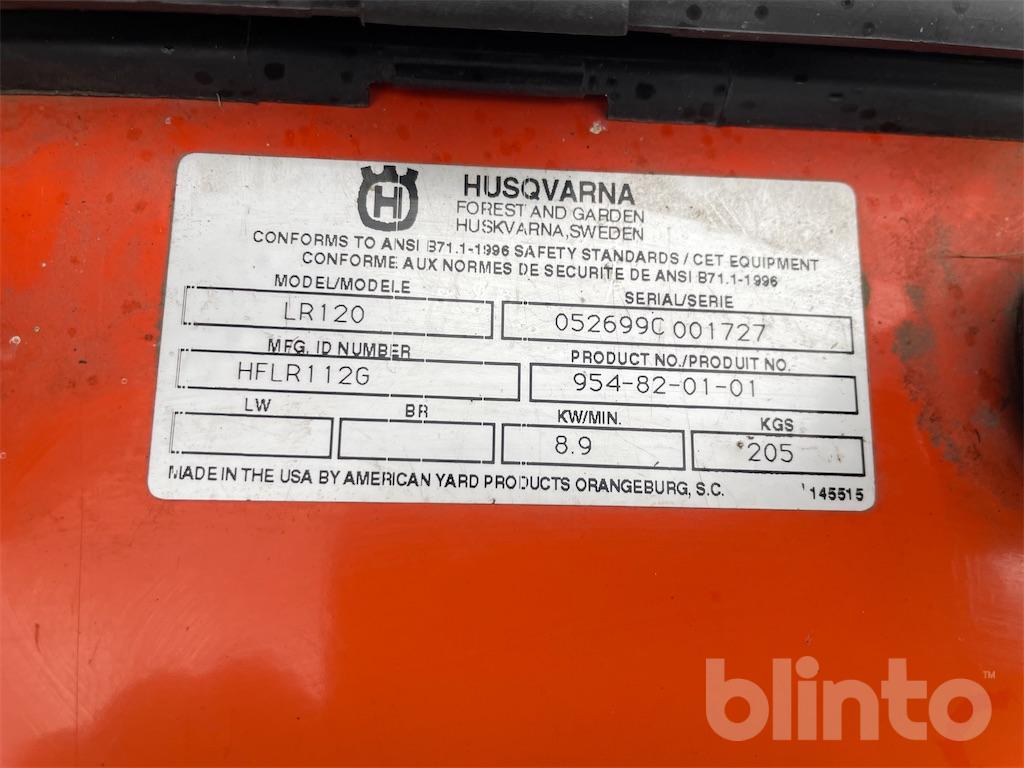 H
HUSQVARNA
FOREST AND GARDEN
HUSKVARNA, SWEDEN
CONFORMS TO ANSI B71.1-1996 SAFETY STANDARDS / CET EQUIPMENT
CONFORME AUX NORMES DE SECURITE DE ANSI B71.1-1996
MODEL/MODELE SERIAL/SERIE
LR120 052699C 001727
MFG. ID NUMBER PRODUCT NO./PRODUIT NO.
HFLR112G 954-82-01-01
LW BR KW/MIN. KGS
8.9 205
MADE IN THE USA BY AMERICAN YARD PRODUCTS ORANGEBURG, S.C. 145515
blinto™